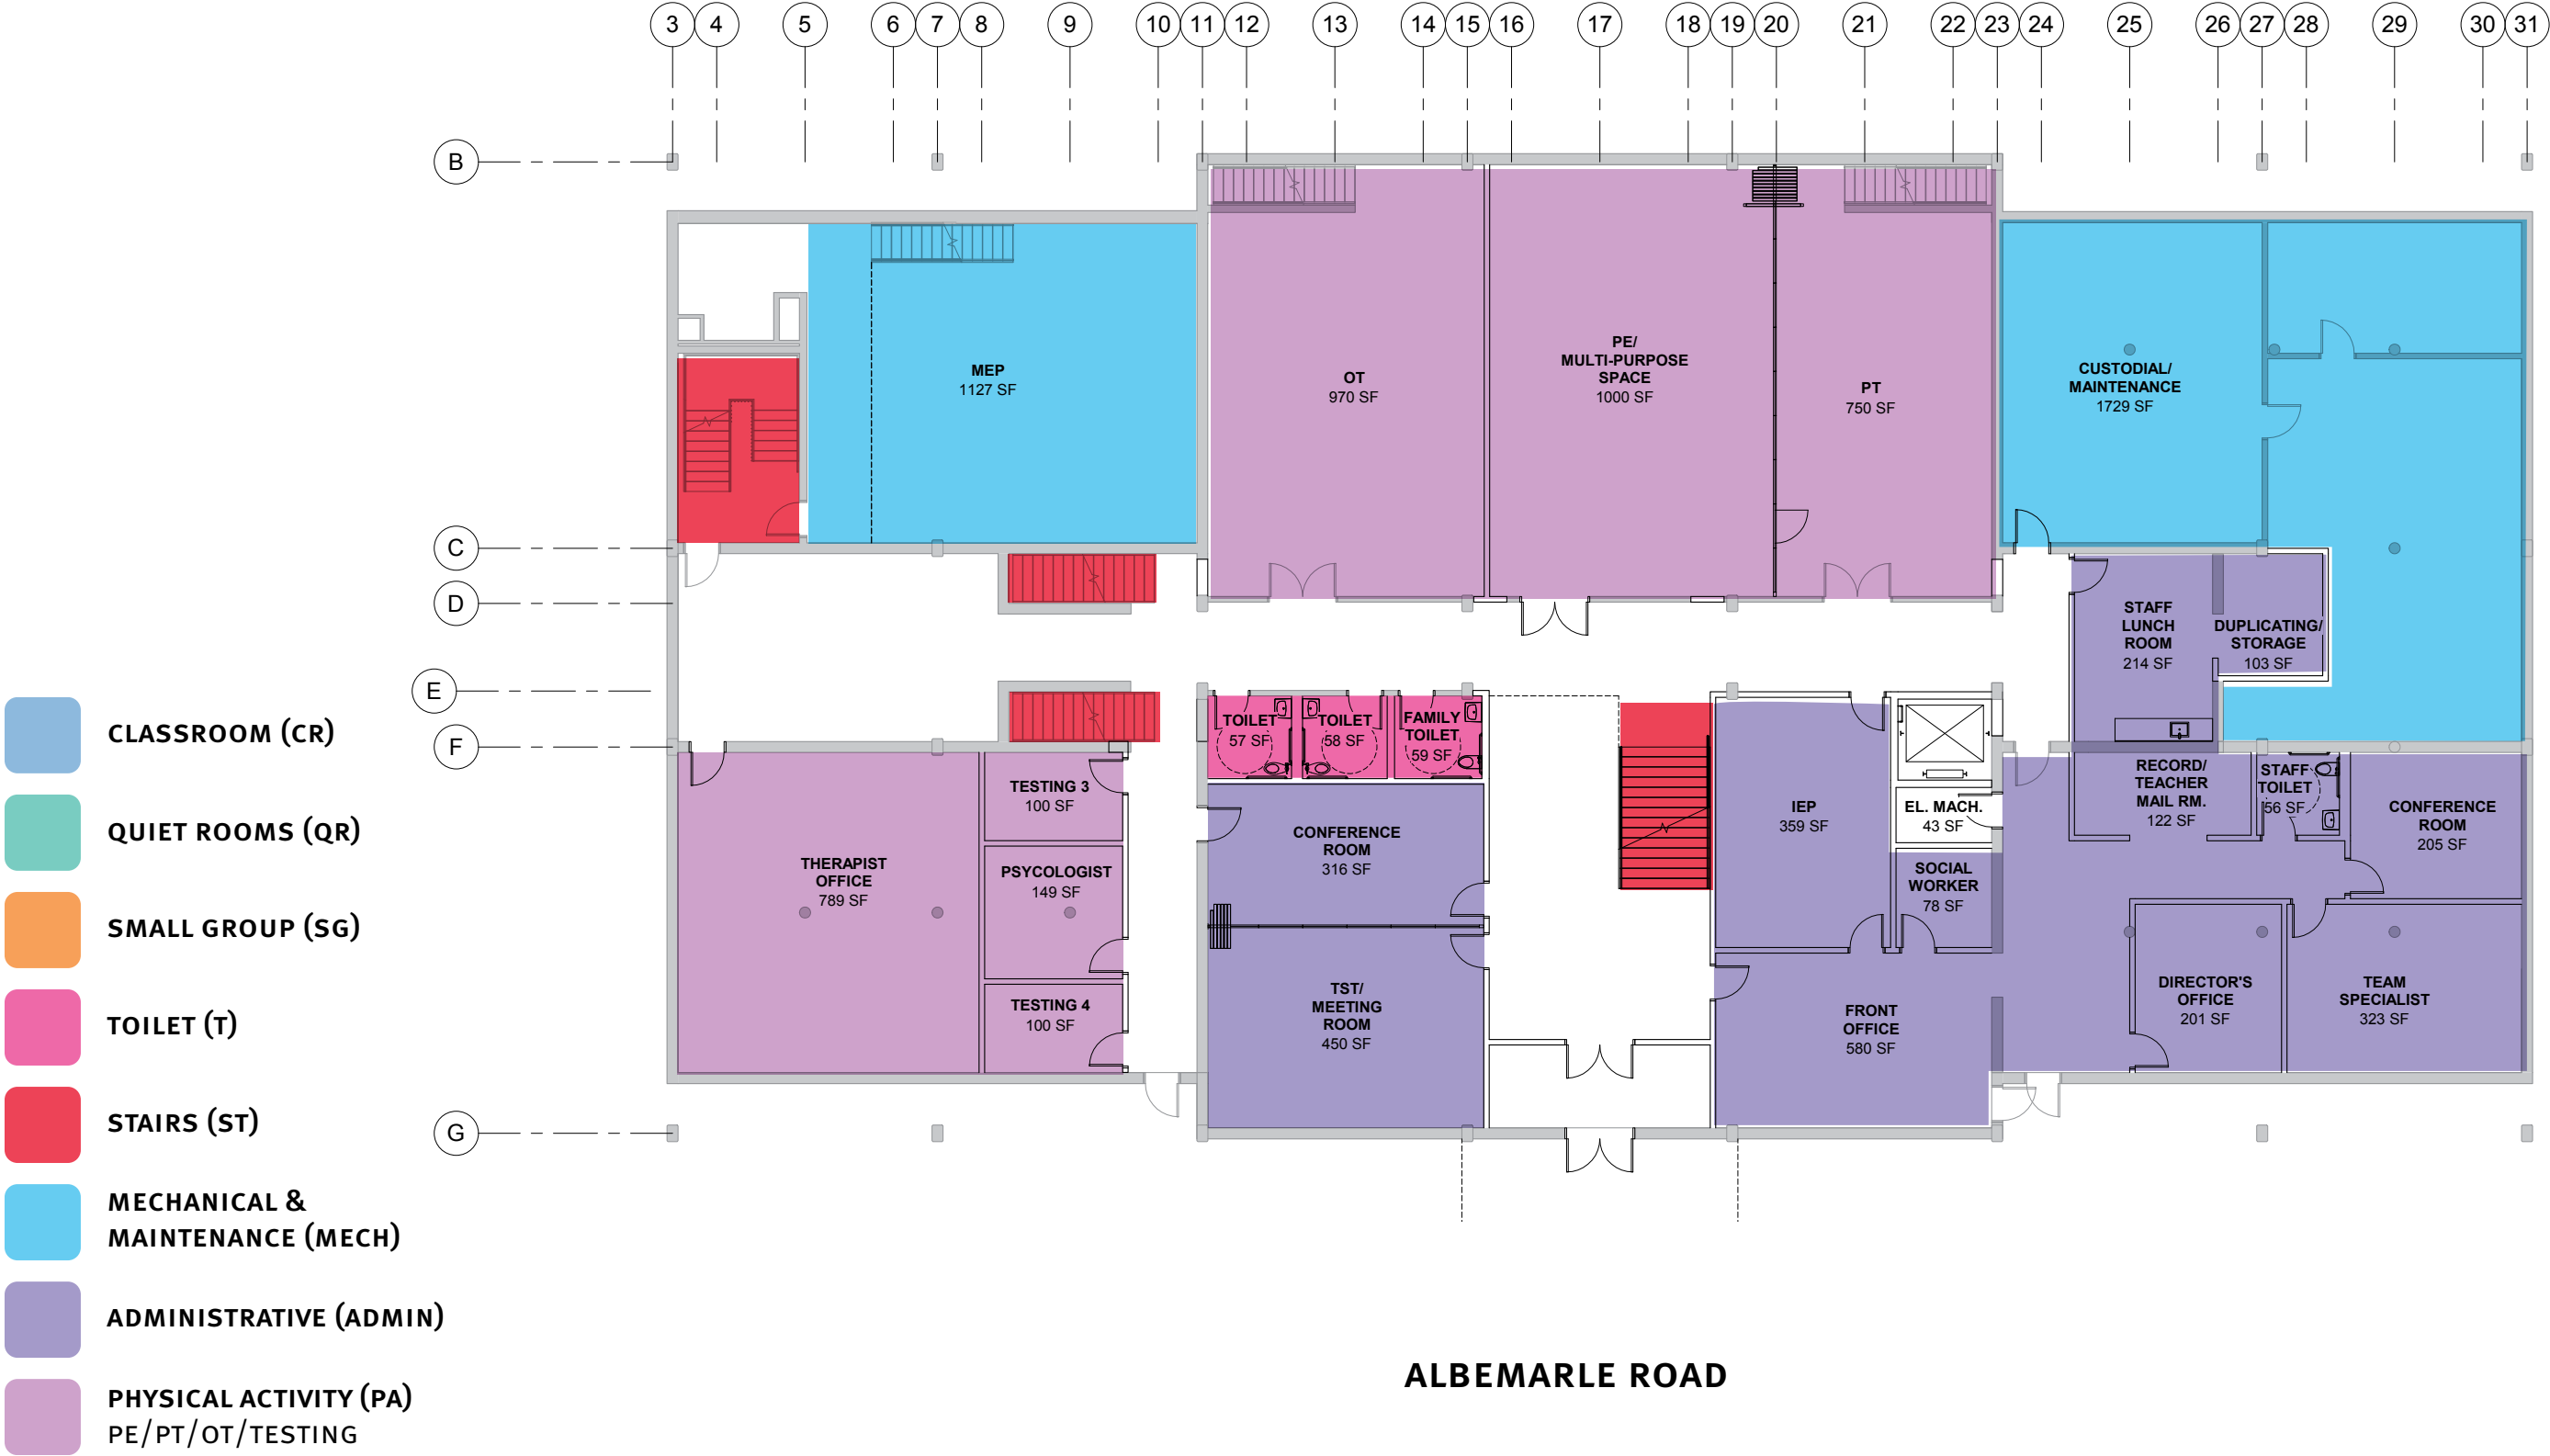 3 4 5 6 7 8 9 10 11 12 13 14 15 16 17 18 19 20 21 22 23 24 25 26 27 28 29 30 31
B
C
D
E
F
G
MEP
1127 SF
OT
970 SF
PE/
MULTI-PURPOSE
SPACE
1000 SF
PT
750 SF
CUSTODIAL/
MAINTENANCE
1729 SF
STAFF
LUNCH
ROOM
214 SF
DUPLICATING/
STORAGE
103 SF
TOILET
57 SF
TOILET
58 SF
FAMILY
TOILET
59 SF
TESTING 3
100 SF
THERAPIST
OFFICE
789 SF
PSYCOLOGIST
149 SF
TESTING 4
100 SF
CONFERENCE
ROOM
316 SF
TST/
MEETING
ROOM
450 SF
IEP
359 SF
EL. MACH.
43 SF
SOCIAL
WORKER
78 SF
FRONT
OFFICE
580 SF
RECORD/
TEACHER
MAIL RM.
122 SF
STAFF
TOILET
56 SF
CONFERENCE
ROOM
205 SF
DIRECTOR'S
OFFICE
201 SF
TEAM
SPECIALIST
323 SF
CLASSROOM (CR)
QUIET ROOMS (QR)
SMALL GROUP (SG)
TOILET (T)
STAIRS (ST)
MECHANICAL &
MAINTENANCE (MECH)
ADMINISTRATIVE (ADMIN)
PHYSICAL ACTIVITY (PA)
PE/PT/OT/TESTING
ALBEMARLE ROAD